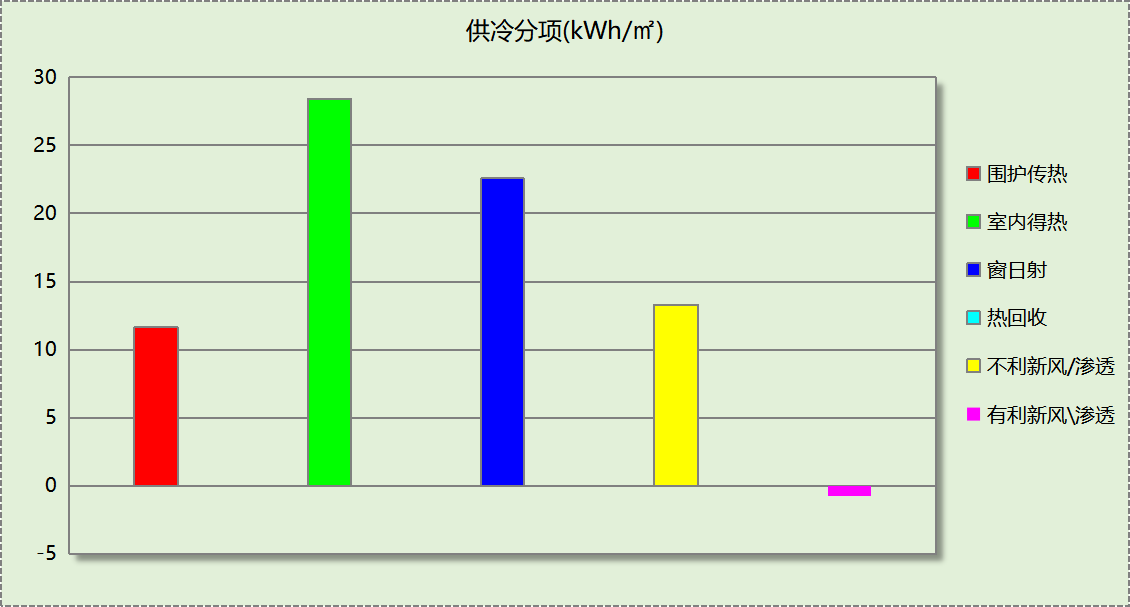 供冷分项(kWh/㎡)
30
25
20
15
10
5
0
-5
围护传热
室内得热
窗日射
热回收
不利新风/渗透
有利新风\渗透